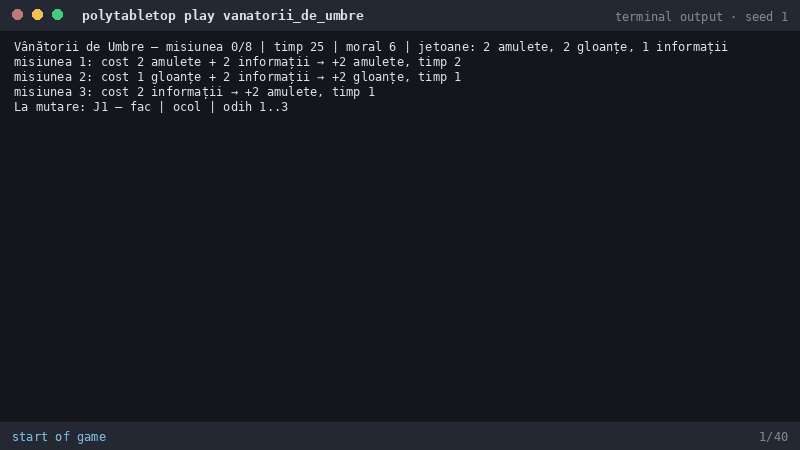 polytabletop play vanatorii_de_umbre
terminal output · seed 1
Vânătorii de Umbre — misiunea 0/8 | timp 25 | moral 6 | jetoane: 2 amulete, 2 gloanțe, 1 informații
misiunea 1: cost 2 amulete + 2 informații → +2 amulete, timp 2
misiunea 2: cost 1 gloanțe + 2 informații → +2 gloanțe, timp 1
misiunea 3: cost 2 informații → +2 amulete, timp 1
La mutare: J1 — fac | ocol | odih 1..3
start of game
1/40